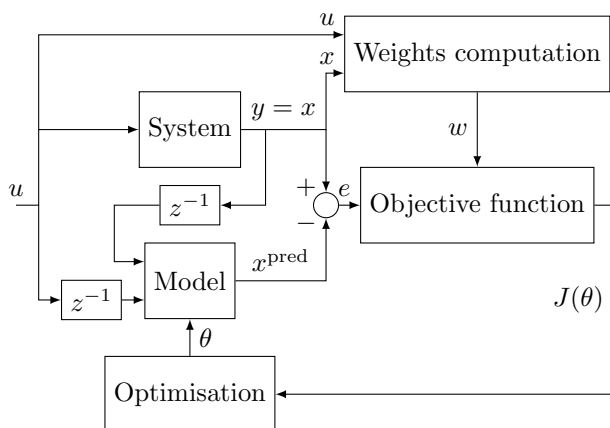 u
Weights computation
x
y = x
System
w
u
+
e
Objective function
z⁻¹
−
x^pred
Model
z⁻¹
J(θ)
θ
Optimisation